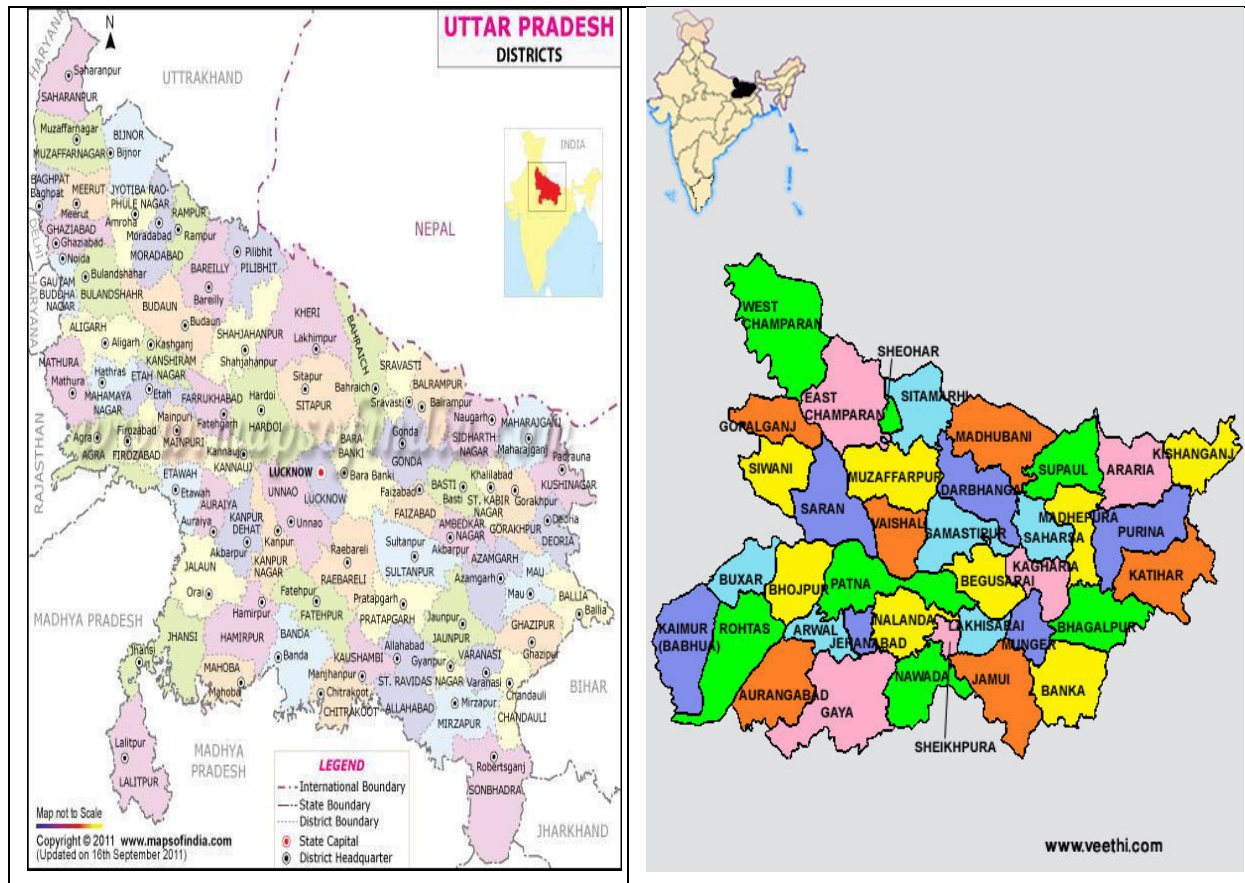 UTTAR PRADESH
DISTRICTS
N
HARYANA
Saharanpur
SAHARANPUR
UTTRAKHAND
Muzaffarnagar
MUZAFFARNAGAR
BIJNOR
Bijnor
INDIA
BAGHPAT
Baghpat
MEERUT
Meerut
JYOTIBA RAO-
PHULE NAGAR
Amroha
RAMPUR
Rampur
Moradabad
MORADABAD
NEPAL
DELHI
GHAZIABAD
Ghaziabad
Noida
GAUTAM
BUDDHA
NAGAR
HARYANA
Bulandshahar
BULANDSHAHR
Pilibhit
PILIBHIT
BAREILLY
Bareilly
BUDAUN
Budaun
KHERI
Lakhimpur
SHAHJAHANPUR
Shahjahanpur
BAHRAICH
Bahraich
ALIGARH
Aligarh
Kashganj
KANSHIRAM
NAGAR
MATHURA
Mathura
Hathras
MAHAMAYA
NAGAR
ETAH
Etah
FARRUKHABAD
Fatehgarh
Hardoi
HARDOI
Sitapur
SITAPUR
SRAVASTI
Sravasti
BALRAMPUR
Balrampur
Naugarh
SIDHARTH
NAGAR
MAHARAJGANJ
Maharajganj
RAJASTHAN
Agra
AGRA
Firozabad
FIROZABAD
Mainpuri
MAINPURI
Kannauj
KANNAUJ
BARA
BANKI
Bara Banki
Gonda
GONDA
Padrauna
KUSHINAGAR
ETAWAH
Etawah
LUCKNOW
LUCKNOW
UNNAO
Unnao
Faizabad
FAIZABAD
BASTI
Basti
Khalilabad
ST. KABIR
NAGAR
Gorakhpur
GORAKHPUR
Deoria
DEORIA
AURAIYA
Auraiya
KANPUR
DEHAT
Akbarpur
Kanpur
KANPUR
NAGAR
Raebareli
RAEBARELI
Sultanpur
SULTANPUR
AMBEDKAR
NAGAR
Akbarpur
AZAMGARH
Azamgarh
MAU
Mau
BALLIA
Ballia
JALAUN
Orai
Hamirpur
HAMIRPUR
Fatehpur
FATEHPUR
Pratapgarh
PRATAPGARH
Jaunpur
JAUNPUR
GHAZIPUR
Ghazipur
MADHYA PRADESH
JHANSI
Jhansi
MAHOBA
Mahoba
BANDA
Banda
KAUSHAMBI
Manjhanpur
Chitrakoot
CHITRAKOOT
Allahabad
ALLAHABAD
Gyanpur
ST. RAVIDAS NAGAR
VARANASI
Varanasi
Chandauli
CHANDAULI
Mirzapur
MIRZAPUR
BIHAR
Lalitpur
LALITPUR
MADHYA
PRADESH
Robertsganj
SONBHADRA
JHARKHAND
LEGEND
International Boundary
State Boundary
District Boundary
State Capital
District Headquarter
Map not to Scale
Copyright © 2011 www.mapsofindia.com
(Updated on 16th September 2011)
WEST
CHAMPARAN
SHEOHAR
EAST
CHAMPARAN
SITAMARHI
GOPALGANJ
MADHUBANI
SIWANI
MUZAFFARPUR
SUPAUL
ARARIA
KISHANGANJ
SARAN
DARBHANGA
VAISHALI
SAMASTIPUR
MADHEPURA
SAHARSA
PURINA
BUXAR
BHOJPUR
PATNA
BEGUSARAI
KAGHARIA
KATIHAR
KAIMUR
(BABHUA)
ROHTAS
ARWAL
JEHANABAD
NALANDA
LAKHISARAI
MUNGER
BHAGALPUR
AURANGABAD
GAYA
NAWADA
JAMUI
BANKA
SHEIKHPURA
www.veethi.com